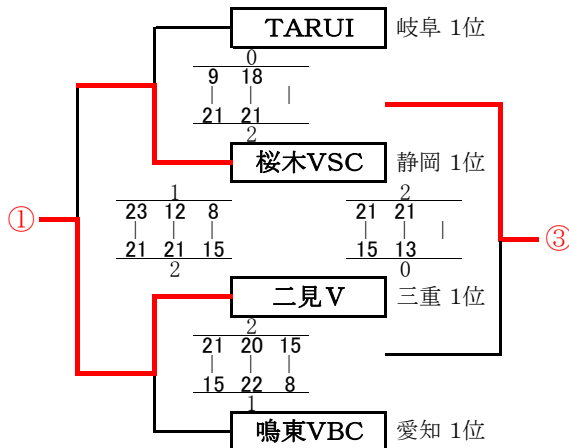 TARUI 岐阜 1位
0
9 18
| | |
21 21
2
桜木VSC 静岡 1位
1 2
23 12 8 21 21
| | | | | |
21 21 15 15 13
2 0
① ③
二見V 三重 1位
2
21 20 15
| | |
15 22 8
1
鳴東VBC 愛知 1位